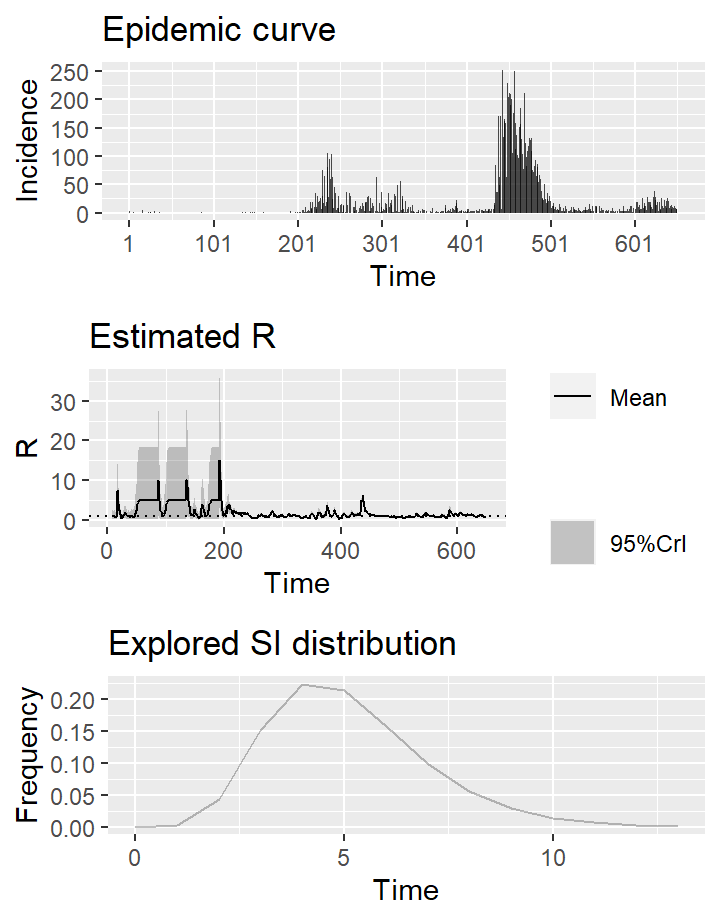 Epidemic curve
Incidence
250
200
150
100
50
0
1 101 201 301 401 501 601
Time
Estimated R
R
30
20
10
0
0 200 400 600
Time
Mean
95%CrI
Explored SI distribution
Frequency
0.20
0.15
0.10
0.05
0.00
0 5 10
Time